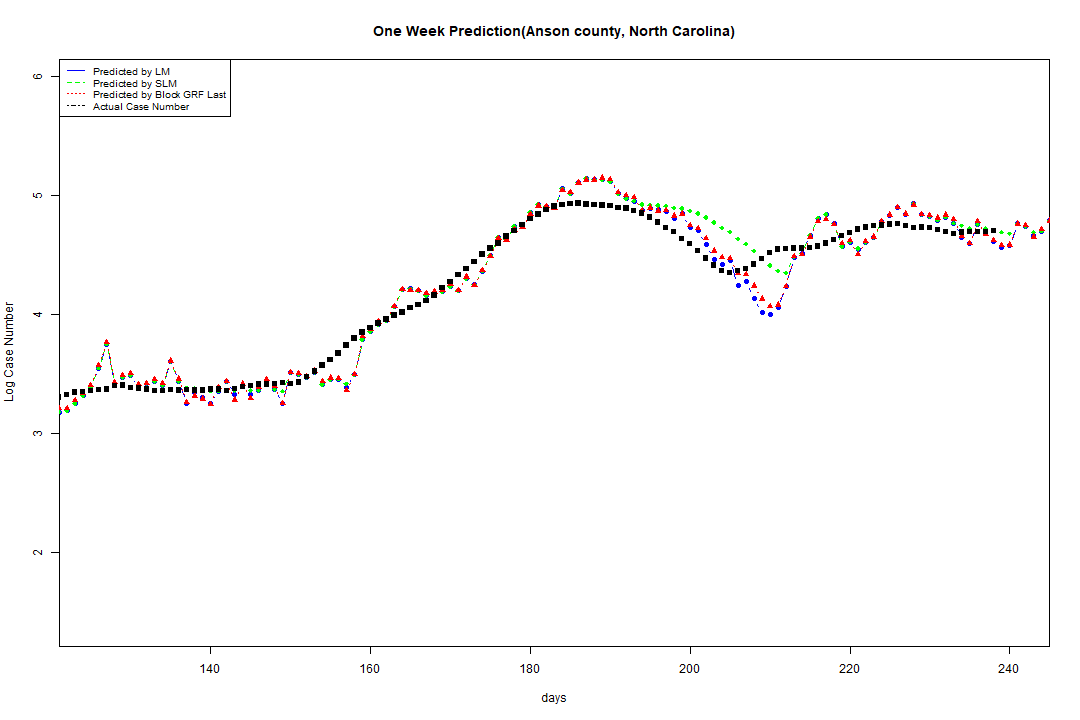 One Week Prediction(Anson county, North Carolina)
Predicted by LM
Predicted by SLM
Predicted by Block GRF Last
Actual Case Number
6
5
4
3
2
Log Case Number
140 160 180 200 220 240
days